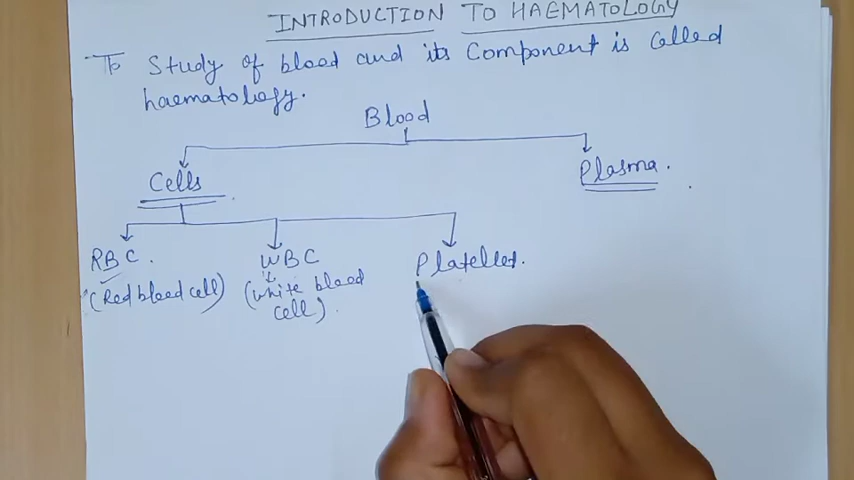 INTRODUCTION TO HAEMATOLOGY
To Study of blood and its Component is Called
haematology.
Blood
Cells
Plasma.
RBC.
WBC
Platellet.
(Red blood cell)
(White blood
cell).